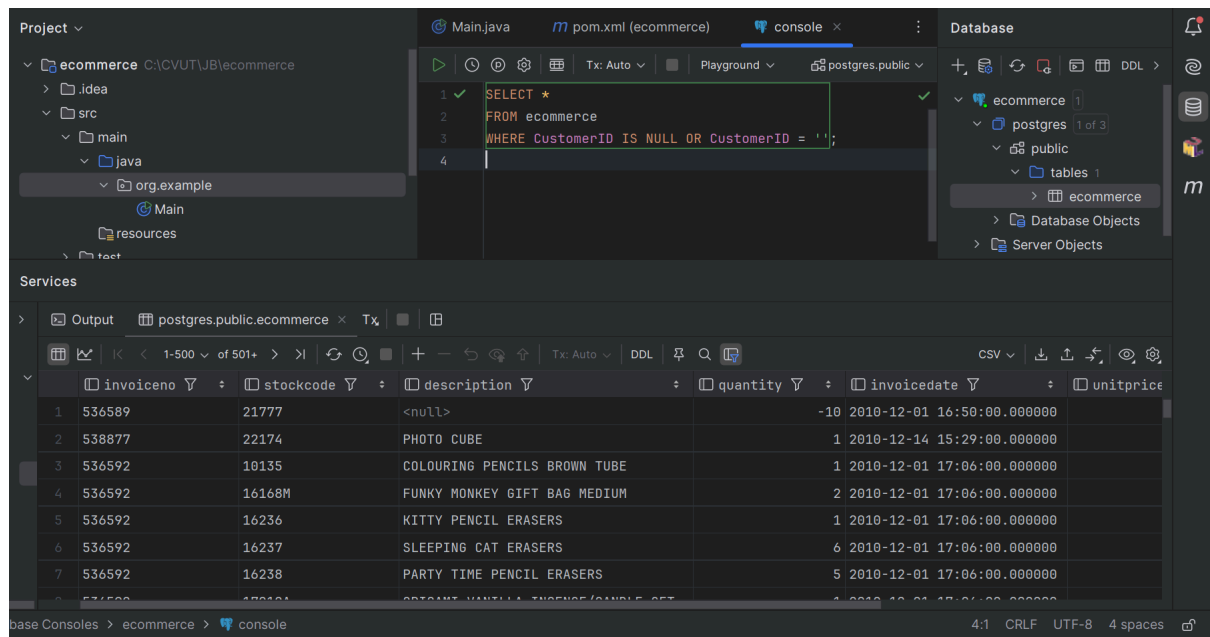 Project
ecommerce C:\CVUT\JB\ecommerce
.idea
src
main
java
org.example
Main
resources
test
Main.java
pom.xml (ecommerce)
console
Tx: Auto
Playground
postgres.public
1 SELECT *
2 FROM ecommerce
3 WHERE CustomerID IS NULL OR CustomerID = '';
4
Database
DDL
ecommerce 1
postgres 1 of 3
public
tables 1
ecommerce
Database Objects
Server Objects
m
Services
Output
postgres.public.ecommerce
Tx
1-500 of 501+
Tx: Auto
DDL
CSV
invoiceno stockcode description quantity invoicedate unitprice
1 536589 21777 <null> -10 2010-12-01 16:50:00.000000
2 538877 22174 PHOTO CUBE 1 2010-12-14 15:29:00.000000
3 536592 10135 COLOURING PENCILS BROWN TUBE 1 2010-12-01 17:06:00.000000
4 536592 16168M FUNKY MONKEY GIFT BAG MEDIUM 2 2010-12-01 17:06:00.000000
5 536592 16236 KITTY PENCIL ERASERS 1 2010-12-01 17:06:00.000000
6 536592 16237 SLEEPING CAT ERASERS 6 2010-12-01 17:06:00.000000
7 536592 16238 PARTY TIME PENCIL ERASERS 5 2010-12-01 17:06:00.000000
base Consoles > ecommerce > console
4:1 CRLF UTF-8 4 spaces